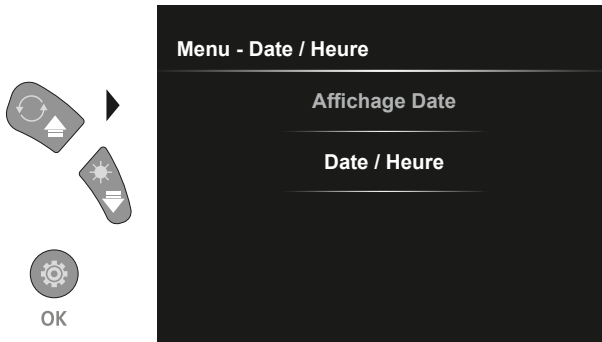 Menu - Date / Heure
Affichage Date
Date / Heure
OK